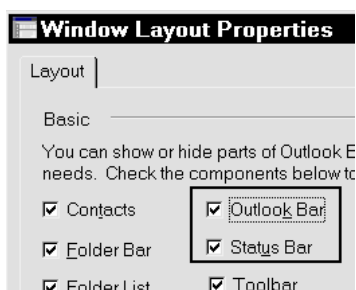 Window Layout Properties
Layout
Basic
You can show or hide parts of Outlook E
needs. Check the components below to
Contacts Outlook Bar
Folder Bar Status Bar
Folder List Toolbar